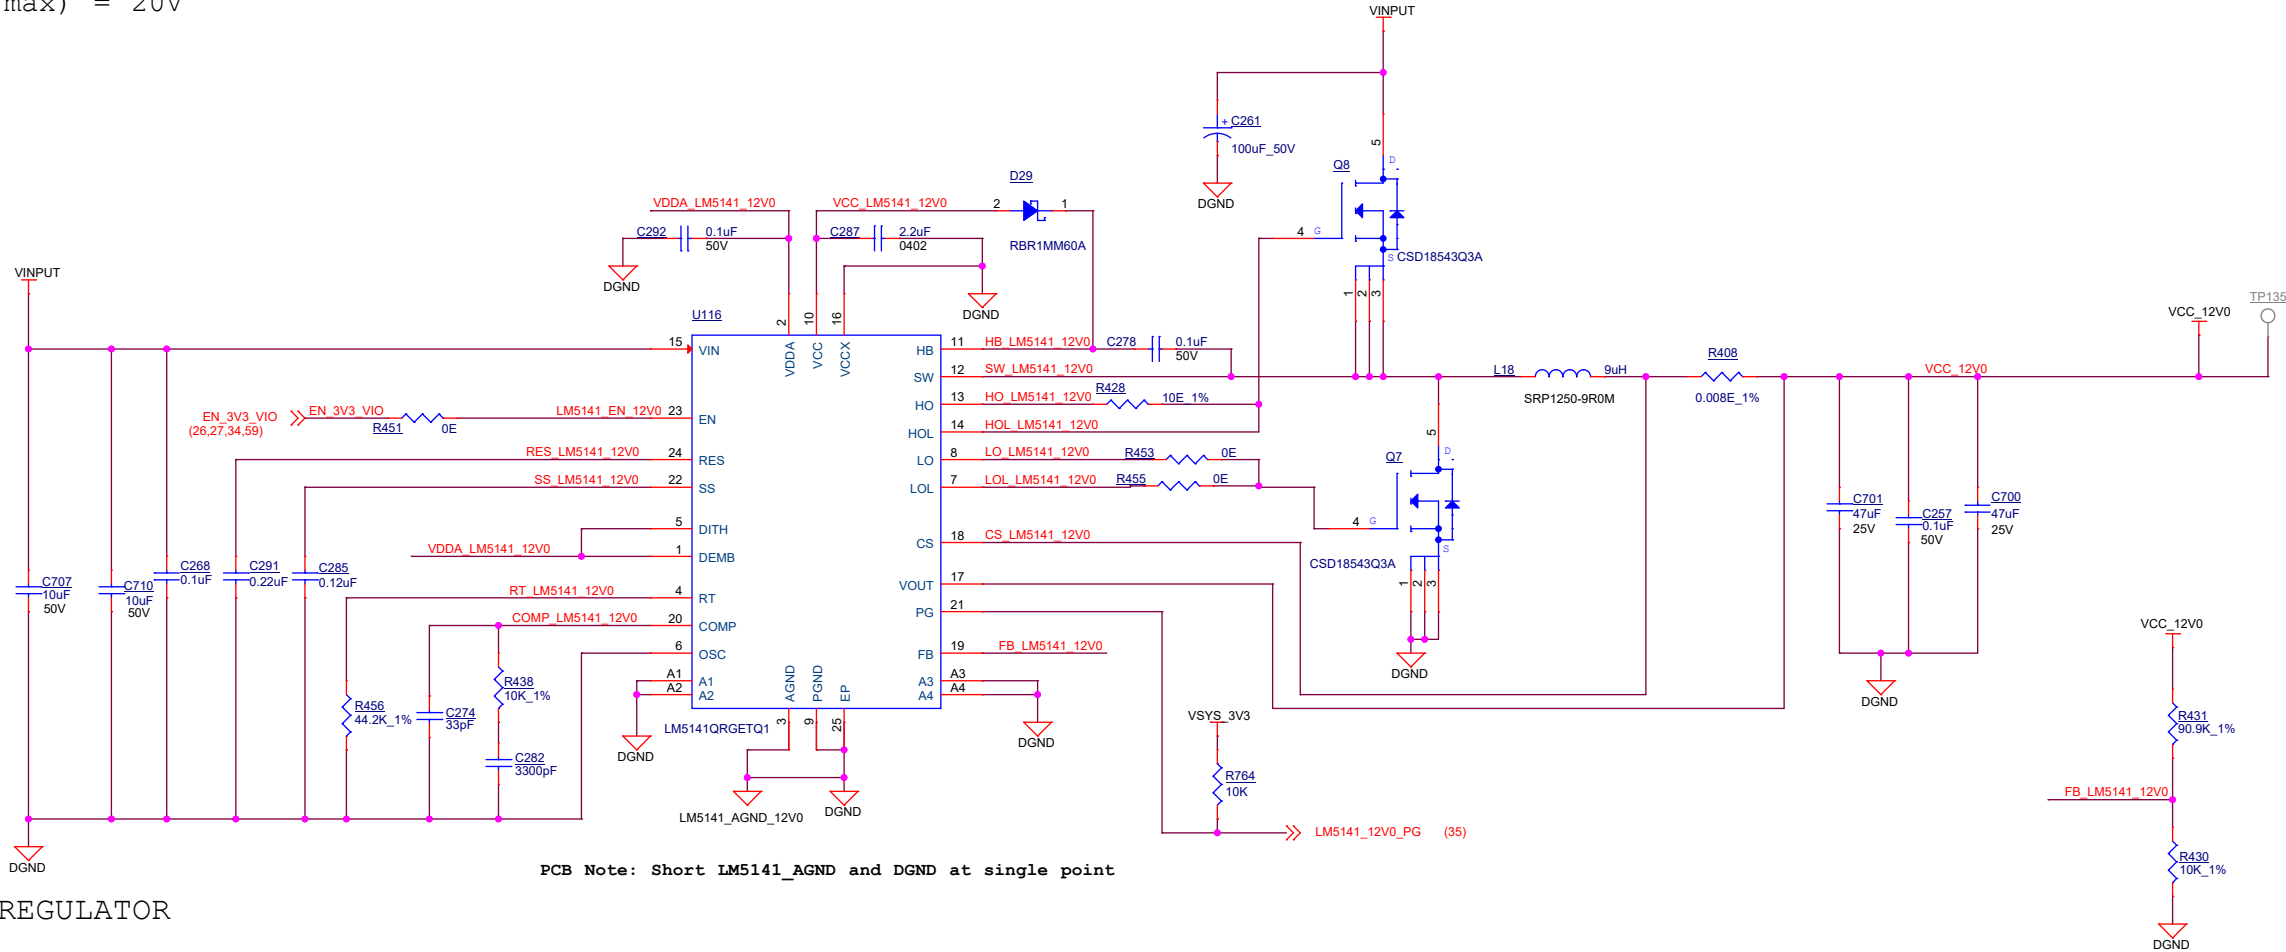 max) = 20V
VINPUT
C261
100uF_50V
DGND
5
D
Q8
4
G
S
CSD18543Q3A
1
2
3
D29
VDDA_LM5141_12V0
VCC_LM5141_12V0
2
1
RBR1MM60A
C292
0.1uF
50V
DGND
C287
2.2uF
0402
DGND
VINPUT
U116
2
10
16
15
VIN
VDDA
VCC
VCCX
EN_3V3_VIO
(26,27,34,59)
EN_3V3_VIO
R451
0E
LM5141_EN_12V0
23
EN
RES_LM5141_12V0
24
RES
SS_LM5141_12V0
22
SS
5
DITH
VDDA_LM5141_12V0
1
DEMB
RT_LM5141_12V0
4
RT
COMP_LM5141_12V0
20
COMP
6
OSC
A1
A1
A2
A2
DGND
HB
11
HB_LM5141_12V0
C278
0.1uF
50V
SW
12
SW_LM5141_12V0
HO
13
HO_LM5141_12V0
R428
10E_1%
HOL
14
HOL_LM5141_12V0
LO
8
LO_LM5141_12V0
R453
0E
LOL
7
LOL_LM5141_12V0
R455
0E
CS
18
CS_LM5141_12V0
VOUT
17
PG
21
FB
19
FB_LM5141_12V0
A3
A3
A4
A4
DGND
AGND
PGND
EP
3
9
25
LM5141QRGETQ1
LM5141_AGND_12V0
DGND
C707
10uF
50V
C710
10uF
50V
C268
0.1uF
C291
0.22uF
C285
0.12uF
R456
44.2K_1%
C274
33pF
R438
10K_1%
C282
3300pF
DGND
5
D
Q7
4
G
S
CSD18543Q3A
1
2
3
DGND
L18
9uH
SRP1250-9R0M
R408
0.008E_1%
VCC_12V0
VCC_12V0
TP135
C701
47uF
25V
C257
0.1uF
50V
C700
47uF
25V
DGND
VSYS_3V3
R764
10K
LM5141_12V0_PG
(35)
VCC_12V0
R431
90.9K_1%
FB_LM5141_12V0
R430
10K_1%
DGND
PCB Note: Short LM5141_AGND and DGND at single point
REGULATOR